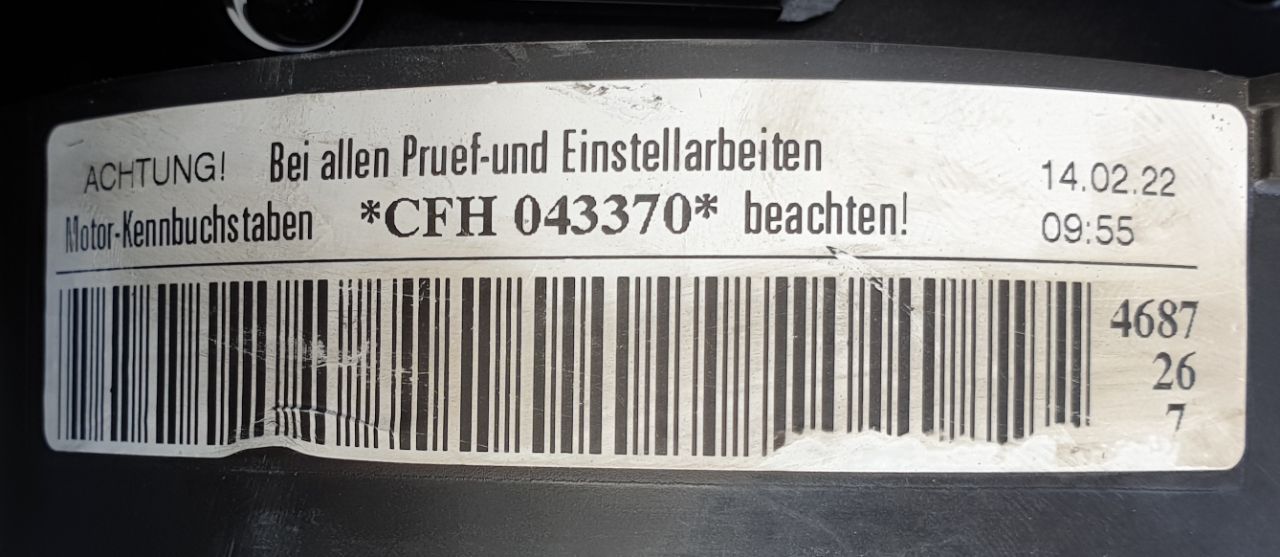 ACHTUNG! Bei allen Pruef-und Einstellarbeiten
Motor-Kennbuchstaben *CFH 043370* beachten!
14.02.22
09:55
4687
26
7